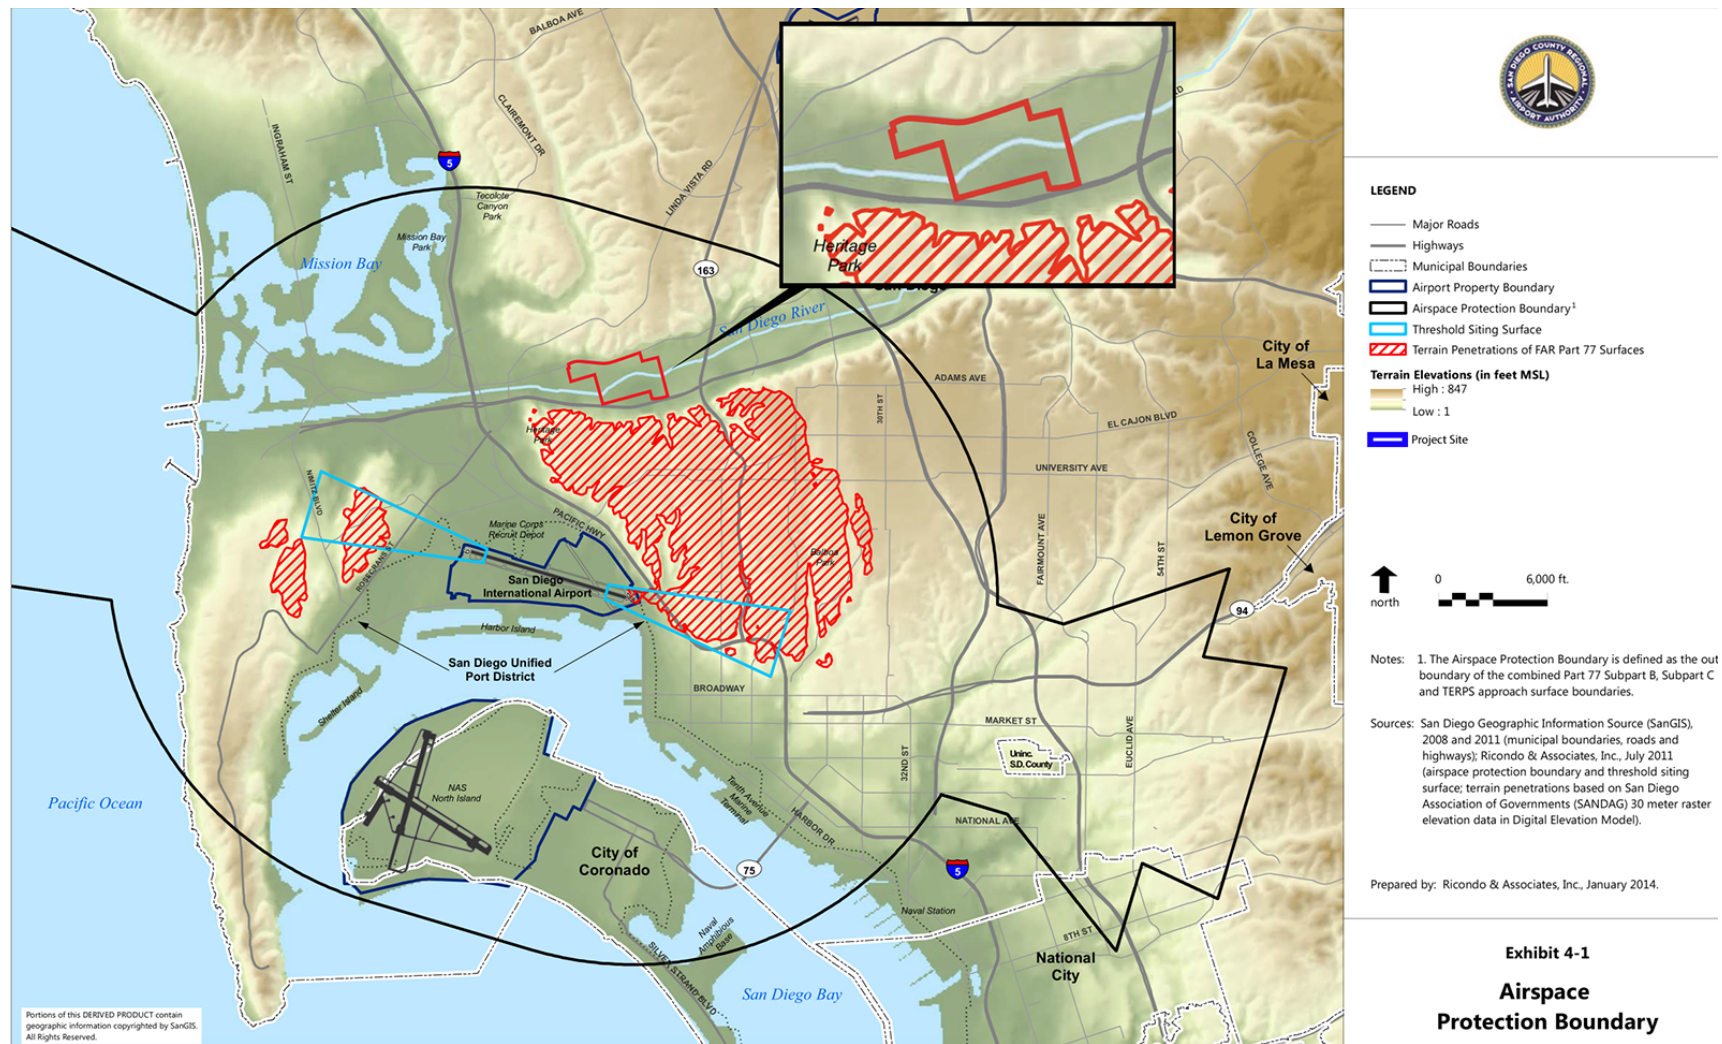 BALBOA AVE
CLAIREMONT DR
INGRAHAM ST
5
Tecolote
Canyon
Park
LINDA VISTA RD
Mission Bay
Park
Mission Bay
163
Heritage
Park
San Diego River
RD
ADAMS AVE
30TH ST
EL CAJON BLVD
COLLEGE AVE
UNIVERSITY AVE
City of
La Mesa
City of
Lemon Grove
Heritage
Park
NIMITZ BLVD
ROSECRANS ST
Marine Corps
Recruit Depot
PACIFIC HWY
Balboa
Park
FAIRMOUNT AVE
54TH ST
94
San Diego
International Airport
Harbor Island
San Diego Unified
Port District
Shelter Island
BROADWAY
MARKET ST
EUCLID AVE
32ND ST
Uninc.
S.D. County
Pacific Ocean
NAS
North Island
Tenth Avenue
Marine
Terminal
HARBOR DR
NATIONAL AVE
City of
Coronado
75
5
Naval Station
Naval
Amphibious
Base
SILVER STRAND BLVD
8TH ST
National
City
San Diego Bay
Portions of this DERIVED PRODUCT contain
geographic information copyrighted by SanGIS.
All Rights Reserved.
SAN DIEGO COUNTY REGIONAL
AIRPORT AUTHORITY
LEGEND
Major Roads
Highways
Municipal Boundaries
Airport Property Boundary
Airspace Protection Boundary¹
Threshold Siting Surface
Terrain Penetrations of FAR Part 77 Surfaces
Terrain Elevations (in feet MSL)
High : 847
Low : 1
Project Site
north
0 6,000 ft.
Notes: 1. The Airspace Protection Boundary is defined as the out
boundary of the combined Part 77 Subpart B, Subpart C
and TERPS approach surface boundaries.
Sources: San Diego Geographic Information Source (SanGIS),
2008 and 2011 (municipal boundaries, roads and
highways); Ricondo & Associates, Inc., July 2011
(airspace protection boundary and threshold siting
surface; terrain penetrations based on San Diego
Association of Governments (SANDAG) 30 meter raster
elevation data in Digital Elevation Model).
Prepared by: Ricondo & Associates, Inc., January 2014.
Exhibit 4-1
Airspace
Protection Boundary